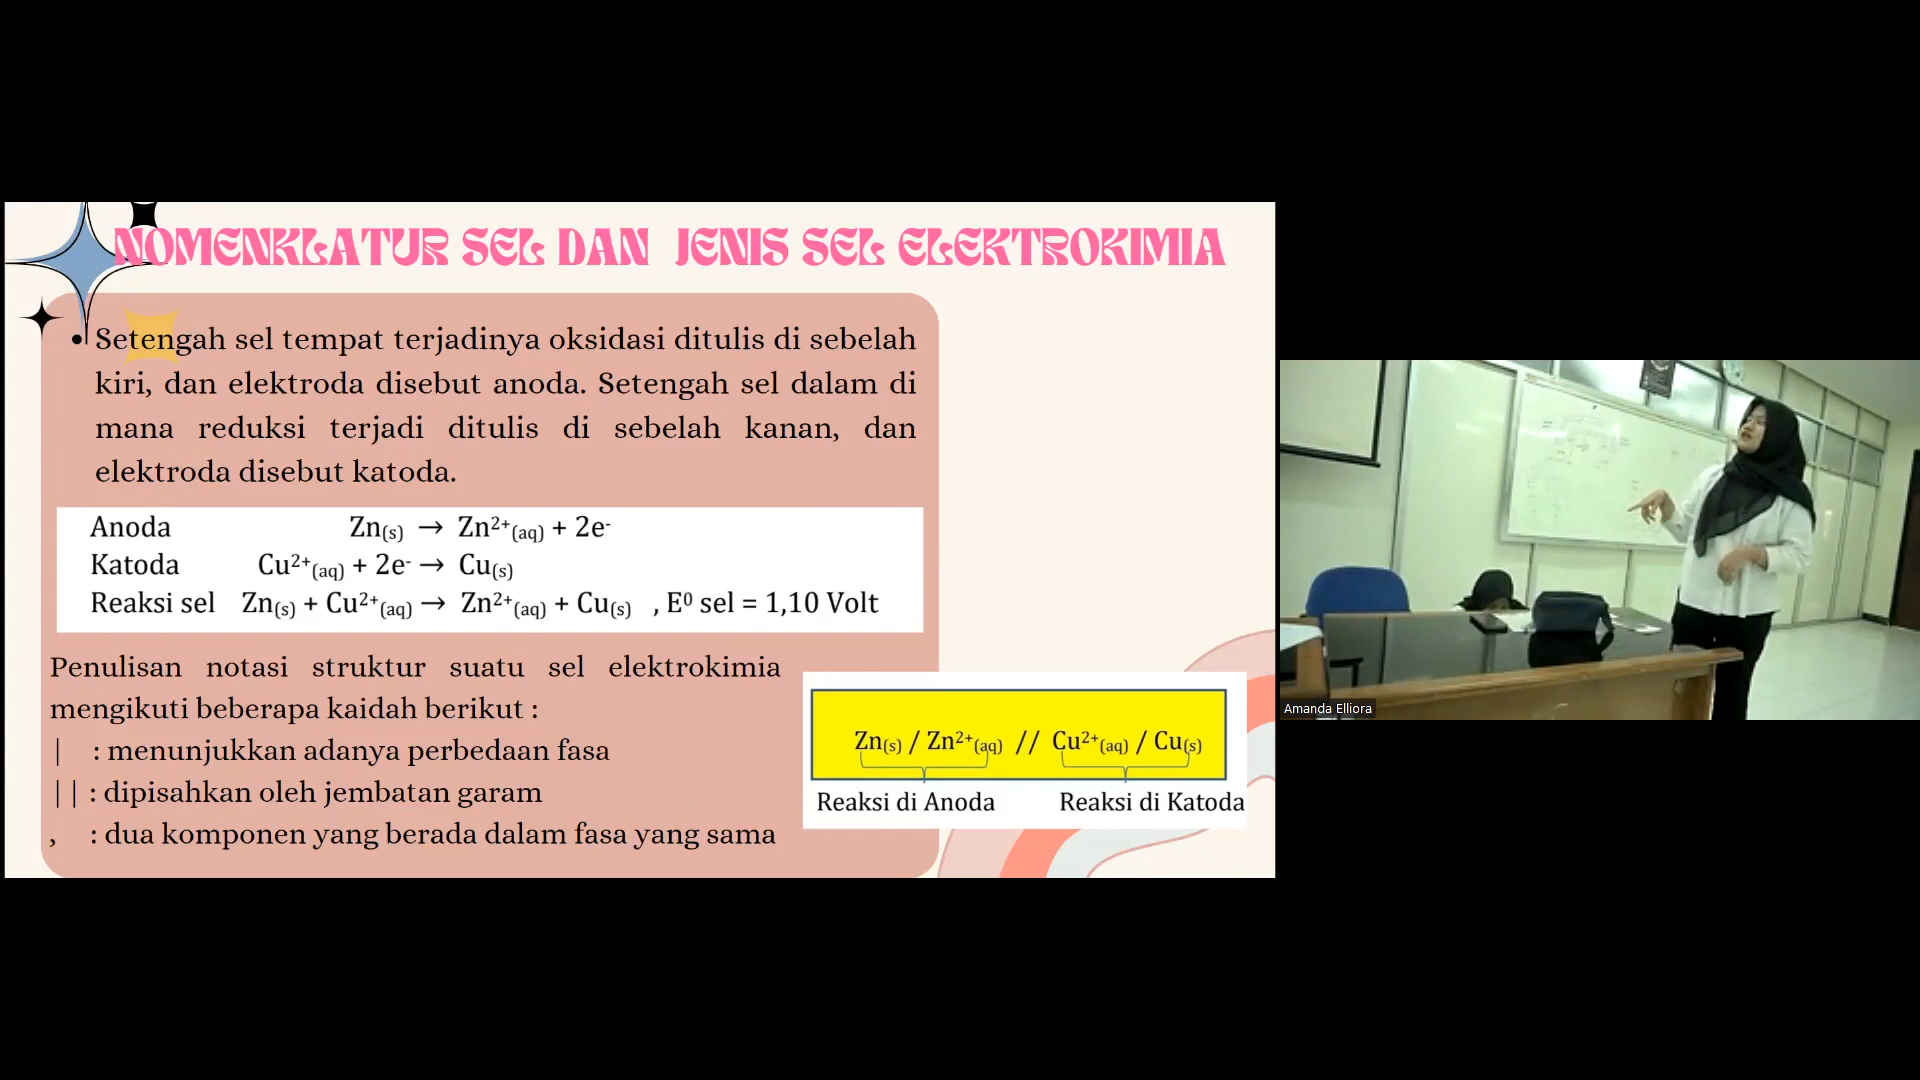 NOMENKLATUR SEL DAN JENIS SEL ELEKTROKIMIA
• Setengah sel tempat terjadinya oksidasi ditulis di sebelah
kiri, dan elektroda disebut anoda. Setengah sel dalam di
mana reduksi terjadi ditulis di sebelah kanan, dan
elektroda disebut katoda.
Anoda Zn(s) → Zn²⁺(aq) + 2e⁻
Katoda Cu²⁺(aq) + 2e⁻ → Cu(s)
Reaksi sel Zn(s) + Cu²⁺(aq) → Zn²⁺(aq) + Cu(s) , E⁰ sel = 1,10 Volt
Penulisan notasi struktur suatu sel elektrokimia
mengikuti beberapa kaidah berikut :
| : menunjukkan adanya perbedaan fasa
|| : dipisahkan oleh jembatan garam
, : dua komponen yang berada dalam fasa yang sama
Zn(s) / Zn²⁺(aq) // Cu²⁺(aq) / Cu(s)
Reaksi di Anoda Reaksi di Katoda
Amanda Elliora